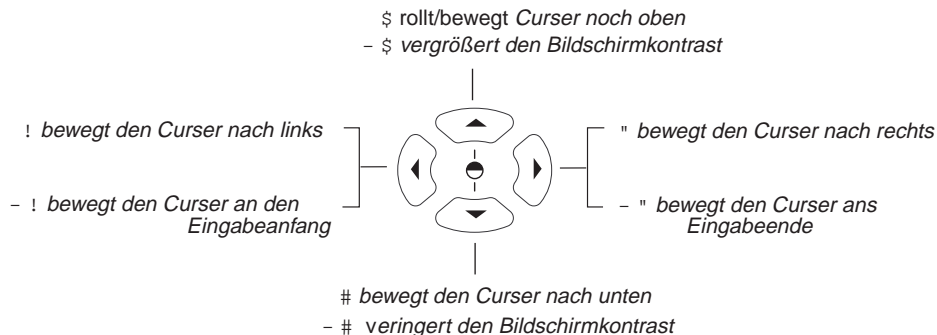 $ rollt/bewegt Curser noch oben
– $ vergrößert den Bildschirmkontrast
! bewegt den Curser nach links
– ! bewegt den Curser an den
Eingabeanfang
" bewegt den Curser nach rechts
– " bewegt den Curser ans
Eingabeende
# bewegt den Curser nach unten
– # veringert den Bildschirmkontrast